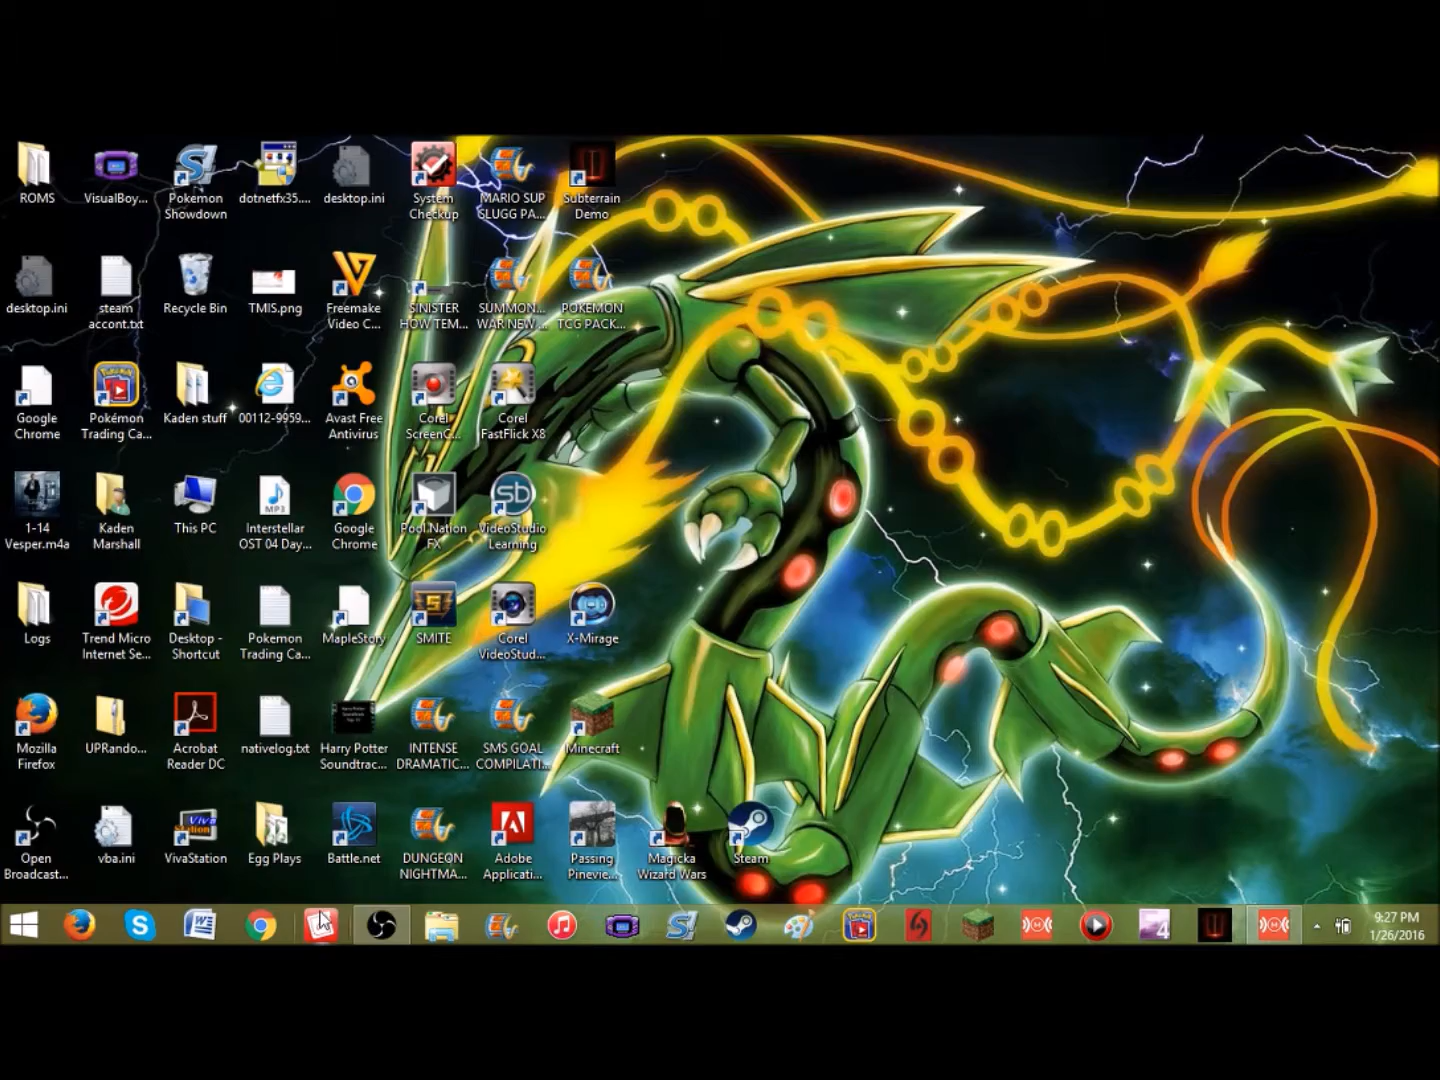 ROMS
VisualBoy...
Pokemon
Showdown
dotnetfx35....
desktop.ini
System
Checkup
MARIO SUP
SLUGG PA...
Subterrain
Demo
desktop.ini
steam
accont.txt
Recycle Bin
TMIS.png
Freemake
Video C...
SINISTER
HOW TEM...
SUMMON...
WAR NEW...
POKEMON
TCG PACK...
Google
Chrome
Pokémon
Trading Ca...
Kaden stuff
00112-9959...
Avast Free
Antivirus
Corel
ScreenC...
Corel
FastFlick X8
1-14
Vesper.m4a
Kaden
Marshall
This PC
MP3
Interstellar
OST 04 Day...
Google
Chrome
Pool Nation
FX
sb
VideoStudio
Learning
Logs
Trend Micro
Internet Se...
Desktop -
Shortcut
Pokemon
Trading Ca...
MapleStory
SMITE
Corel
VideoStud...
X-Mirage
Mozilla
Firefox
UPRando...
Acrobat
Reader DC
nativelog.txt
Harry Potter
Soundtrac...
INTENSE
DRAMATIC...
SMS GOAL
COMPILATI...
Minecraft
Open
Broadcast...
vba.ini
VivaStation
Egg Plays
Battle.net
DUNGEON
NIGHTMA...
Adobe
Applicati...
Passing
Pinevie...
Magicka
Wizard Wars
Steam
4
9:27 PM
1/26/2016